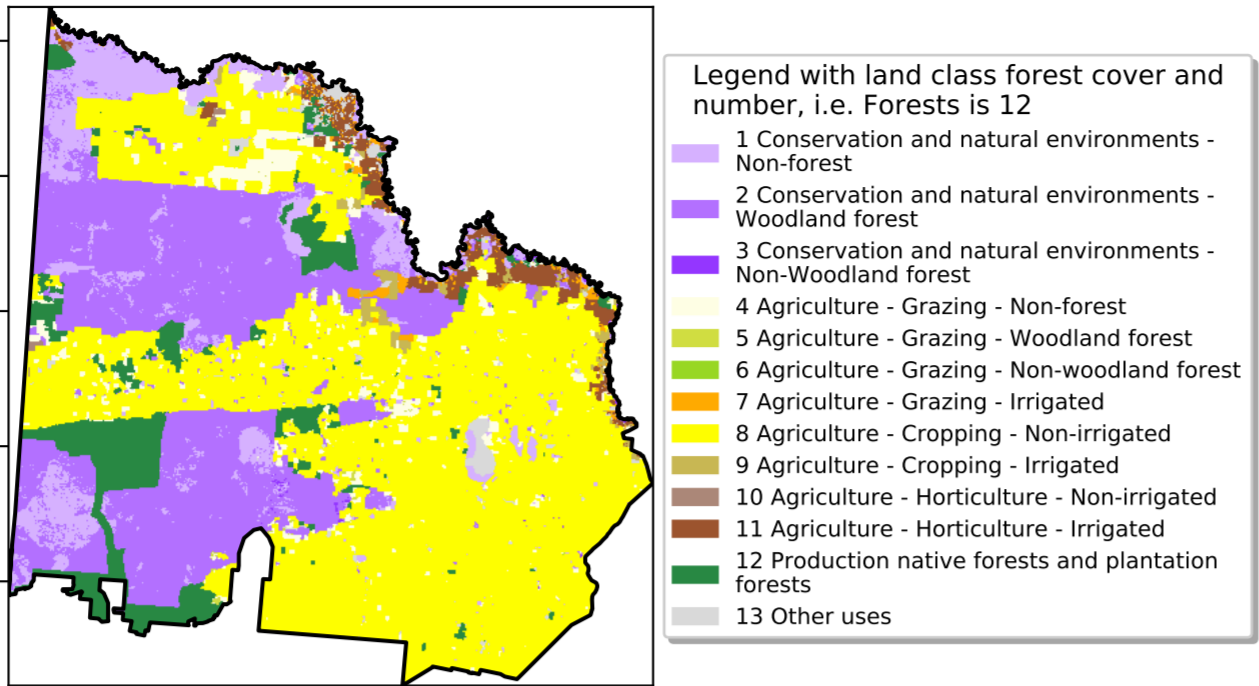 Legend with land class forest cover and
number, i.e. Forests is 12
1 Conservation and natural environments -
Non-forest
2 Conservation and natural environments -
Woodland forest
3 Conservation and natural environments -
Non-Woodland forest
4 Agriculture - Grazing - Non-forest
5 Agriculture - Grazing - Woodland forest
6 Agriculture - Grazing - Non-woodland forest
7 Agriculture - Grazing - Irrigated
8 Agriculture - Cropping - Non-irrigated
9 Agriculture - Cropping - Irrigated
10 Agriculture - Horticulture - Non-irrigated
11 Agriculture - Horticulture - Irrigated
12 Production native forests and plantation
forests
13 Other uses